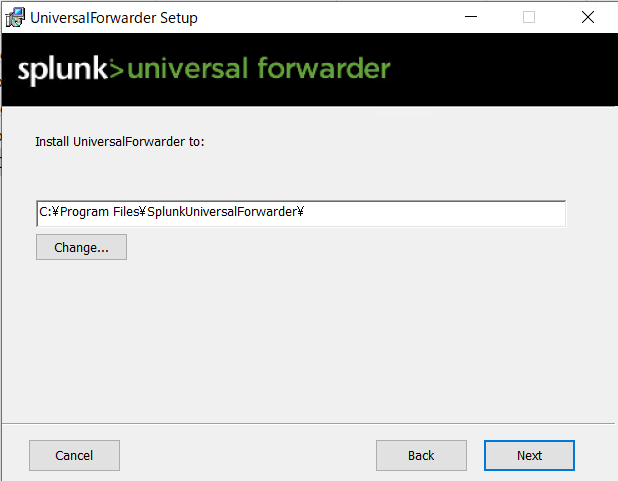 UniversalForwarder Setup
splunk>universal forwarder
Install UniversalForwarder to:
C:¥Program Files¥SplunkUniversalForwarder¥
Change...
Cancel
Back
Next